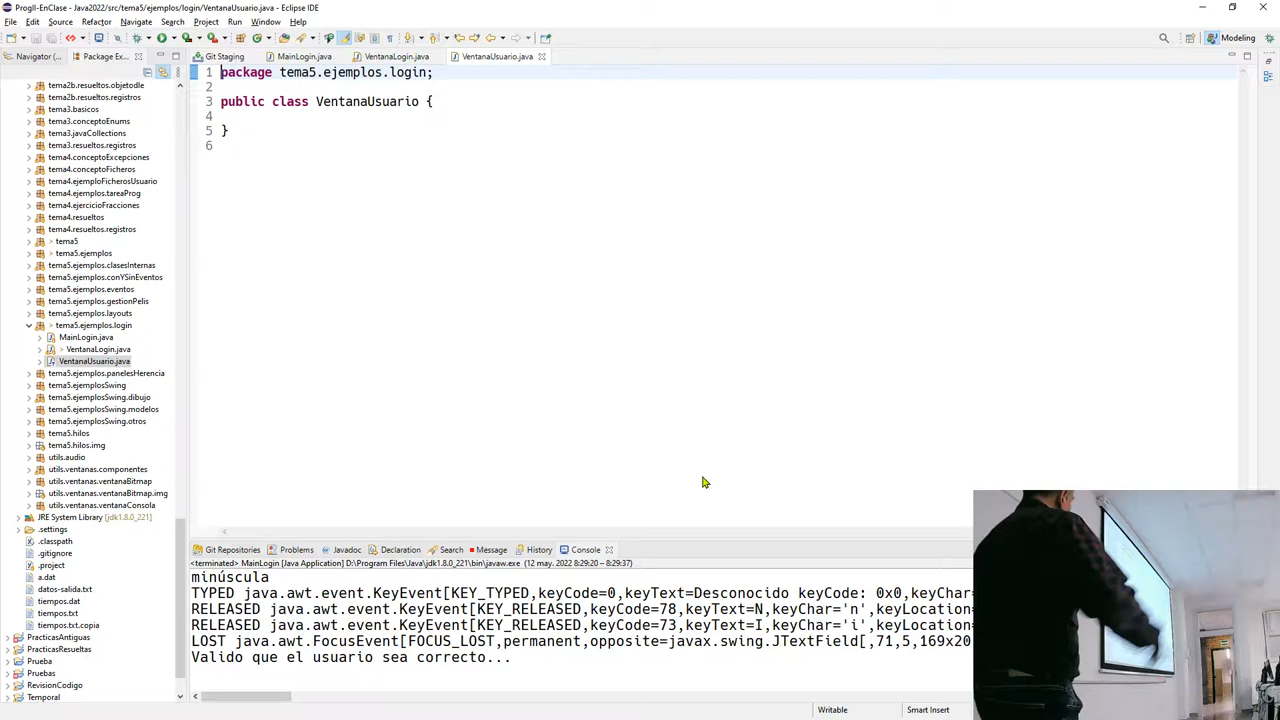 ProgII-EnClase - Java2022/src/tema5/ejemplos/login/VentanaUsuario.java - Eclipse IDE
File Edit Source Refactor Navigate Search Project Run Window Help
Modeling
Navigator (... Package Ex...
Git Staging MainLogin.java VentanaLogin.java VentanaUsuario.java
tema2b.resueltos.objetodle
tema2b.resueltos.registros
tema3.basicos
tema3.conceptoEnums
tema3.javaCollections
tema3.resueltos.registros
tema4.conceptoExcepciones
tema4.conceptoFicheros
tema4.ejemploFicherosUsuario
tema4.ejemplos.tareaProg
tema4.ejercicioFracciones
tema4.resueltos
tema4.resueltos.registros
> tema5
> tema5.ejemplos
tema5.ejemplos.clasesInternas
tema5.ejemplos.conYSinEventos
tema5.ejemplos.eventos
tema5.ejemplos.gestionPelis
tema5.ejemplos.layouts
> tema5.ejemplos.login
MainLogin.java
> VentanaLogin.java
VentanaUsuario.java
tema5.ejemplos.panelesHerencia
tema5.ejemplosSwing
tema5.ejemplosSwing.dibujo
tema5.ejemplosSwing.modelos
tema5.ejemplosSwing.otros
tema5.hilos
tema5.hilos.img
utils.audio
utils.ventanas.componentes
utils.ventanas.ventanaBitmap
utils.ventanas.ventanaBitmap.img
utils.ventanas.ventanaConsola
JRE System Library [jdk1.8.0_221]
.settings
.classpath
.gitignore
.project
a.dat
datos-salida.txt
tiempos.dat
tiempos.txt
tiempos.txt.copia
PracticasAntiguas
PracticasResueltas
Prueba
Pruebas
RevisionCodigo
Temporal
1 package tema5.ejemplos.login;
2
3 public class VentanaUsuario {
4
5 }
6
Git Repositories Problems Javadoc Declaration Search Message History Console
<terminated> MainLogin [Java Application] D:\Program Files\Java\jdk1.8.0_221\bin\javaw.exe (12 may. 2022 8:29:20 – 8:29:37)
minúscula
TYPED java.awt.event.KeyEvent[KEY_TYPED,keyCode=0,keyText=Desconocido keyCode: 0x0,keyChar=
RELEASED java.awt.event.KeyEvent[KEY_RELEASED,keyCode=78,keyText=N,keyChar='n',keyLocation=
RELEASED java.awt.event.KeyEvent[KEY_RELEASED,keyCode=73,keyText=I,keyChar='i',keyLocation=
LOST java.awt.FocusEvent[FOCUS_LOST,permanent,opposite=javax.swing.JTextField[,71,5,169x20
Valido que el usuario sea correcto...
Writable Smart Insert